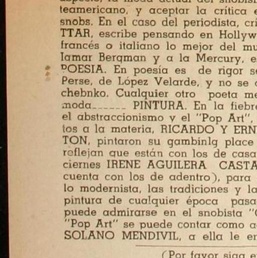 teamericano, y aceptar la crítica e
snobs. En el caso del periodista, cri
TTAR, escribe pensando en Hollyw
francés o italiano lo mejor del mu
lamar Bergman y a la Mercury, e
POESIA. En poesía es de rigor se
Perse, de López Velarde, y no se c
chebnko. Cualquier otro poeta me
moda........ PINTURA. En la fiebre
el abstraccionismo y el "Pop Art",
tos a la materia, RICARDO Y ERN
TON, pintaron su gambinlg place
reflejan que están con los de casa
ciernes IRENE AGUILERA CASTA
cuenta con los de adentro), para
lo modernista, las tradiciones y la
pintura de cualquier época pasa
puede admirarse en el snobista "C
"Pop Art" se puede contar como a
SOLANO MENDIVIL, a ella le en
(Por favor siga e